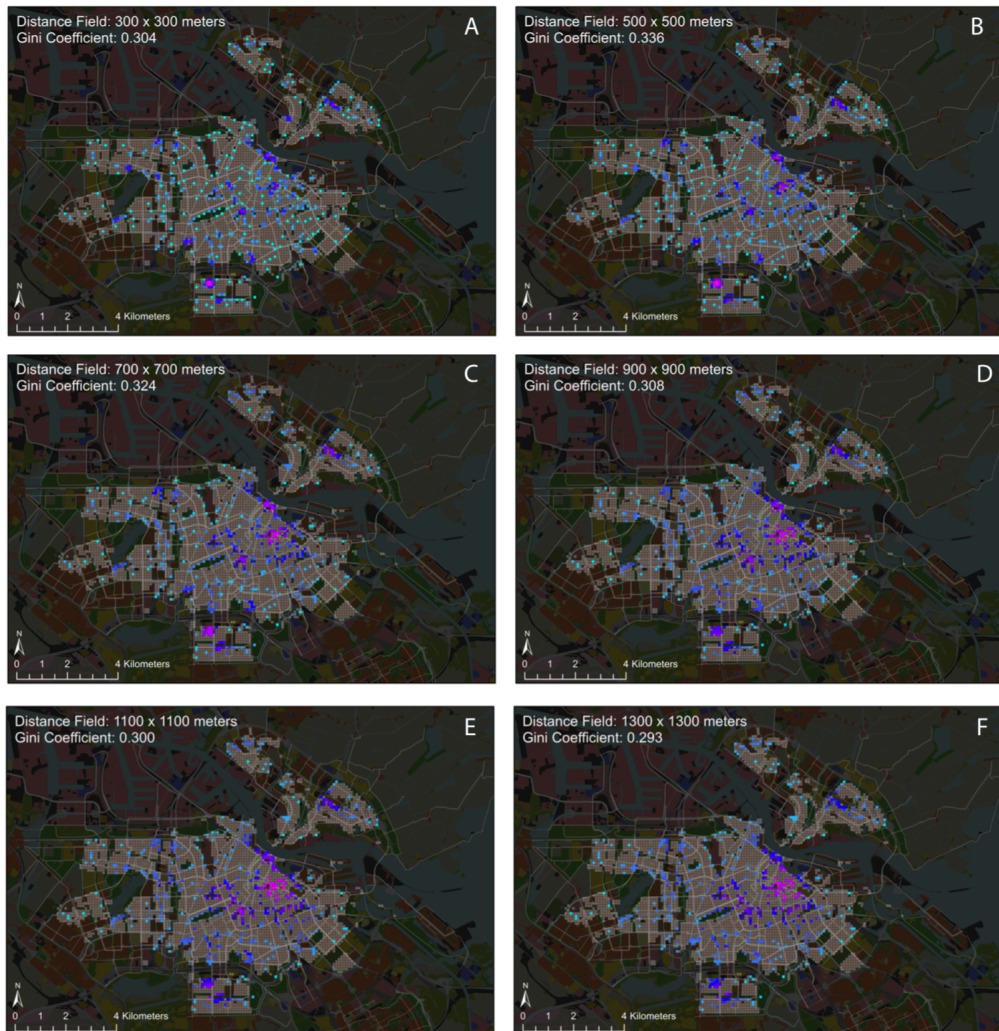 Distance Field: 300 x 300 meters
Gini Coefficient: 0.304
A
N
0 1 2 4 Kilometers
Distance Field: 500 x 500 meters
Gini Coefficient: 0.336
B
N
0 1 2 4 Kilometers
Distance Field: 700 x 700 meters
Gini Coefficient: 0.324
C
N
0 1 2 4 Kilometers
Distance Field: 900 x 900 meters
Gini Coefficient: 0.308
D
N
0 1 2 4 Kilometers
Distance Field: 1100 x 1100 meters
Gini Coefficient: 0.300
E
N
0 1 2 4 Kilometers
Distance Field: 1300 x 1300 meters
Gini Coefficient: 0.293
F
N
0 1 2 4 Kilometers